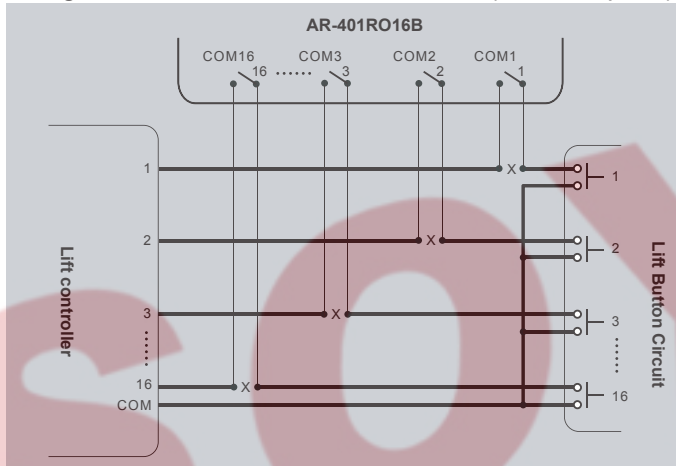 AR-401RO16B
COM16 COM3 COM2 COM1
16 ...... 3 2 1
1 X 1
2 X 2
3 X 3
......
......
16 X 16
COM
Lift controller
Lift Button Circuit